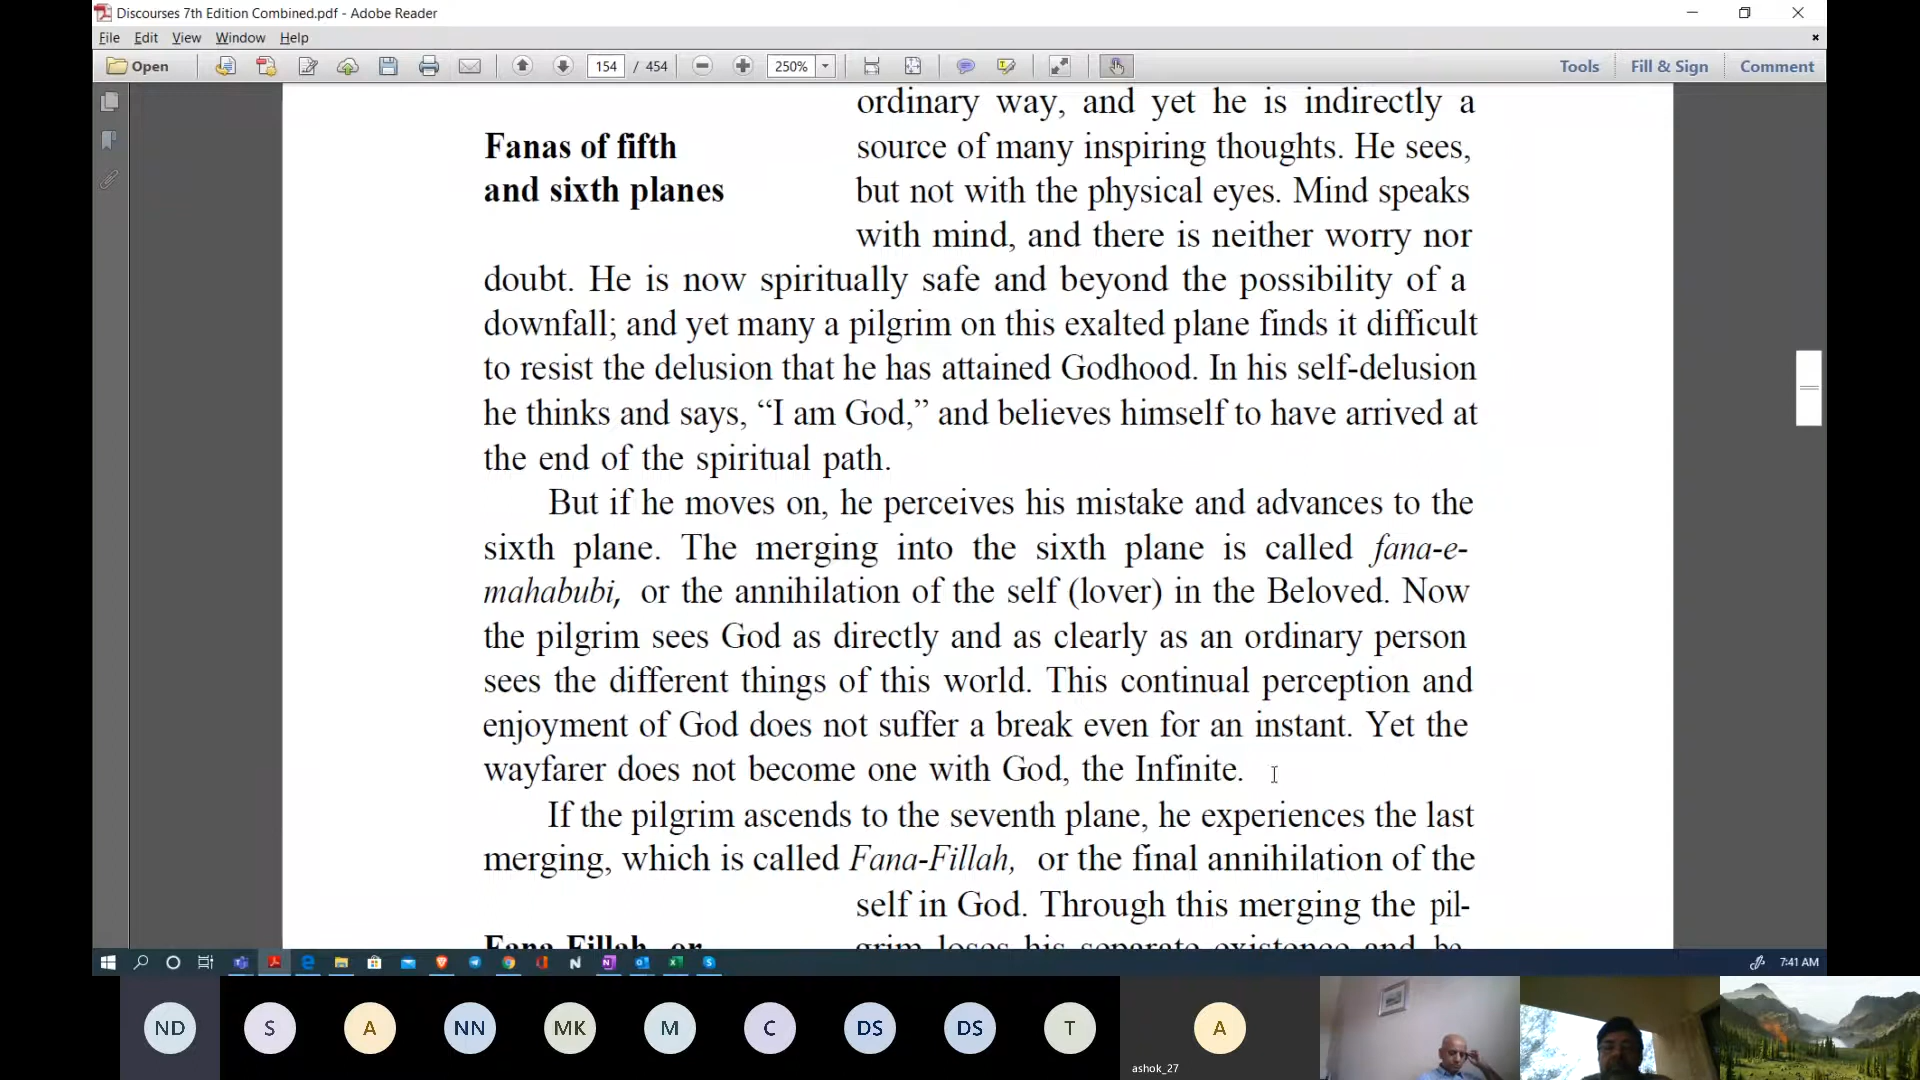 Discourses 7th Edition Combined.pdf - Adobe Reader
File Edit View Window Help
Open 154 / 454 250% Tools Fill & Sign Comment
ordinary way, and yet he is indirectly a
Fanas of fifth
and sixth planes
source of many inspiring thoughts. He sees,
but not with the physical eyes. Mind speaks
with mind, and there is neither worry nor
doubt. He is now spiritually safe and beyond the possibility of a
downfall; and yet many a pilgrim on this exalted plane finds it difficult
to resist the delusion that he has attained Godhood. In his self-delusion
he thinks and says, “I am God,” and believes himself to have arrived at
the end of the spiritual path.
But if he moves on, he perceives his mistake and advances to the
sixth plane. The merging into the sixth plane is called fana-e-
mahabubi, or the annihilation of the self (lover) in the Beloved. Now
the pilgrim sees God as directly and as clearly as an ordinary person
sees the different things of this world. This continual perception and
enjoyment of God does not suffer a break even for an instant. Yet the
wayfarer does not become one with God, the Infinite.
If the pilgrim ascends to the seventh plane, he experiences the last
merging, which is called Fana-Fillah, or the final annihilation of the
self in God. Through this merging the pil-
Fana-Fillah, or
grim loses his separate existence and be-
7:41 AM
ND S A NN MK M C DS DS T A
ashok_27